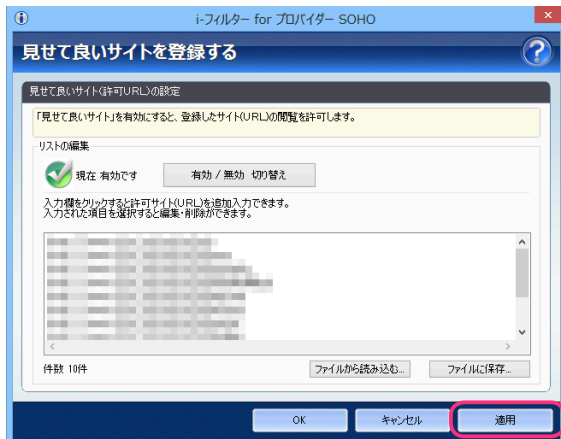 i-フィルター for プロバイダー SOHO
見せて良いサイトを登録する
見せて良いサイト(許可URL)の設定
「見せて良いサイト」を有効にすると、登録したサイト(URL)の閲覧を許可します。
リストの編集
現在 有効です
有効 / 無効 切り替え
入力欄をクリックすると許可サイト(URL)を追加入力できます。
入力された項目を選択すると編集・削除ができます。
件数 10件
ファイルから読み込む...
ファイルに保存...
OK
キャンセル
適用